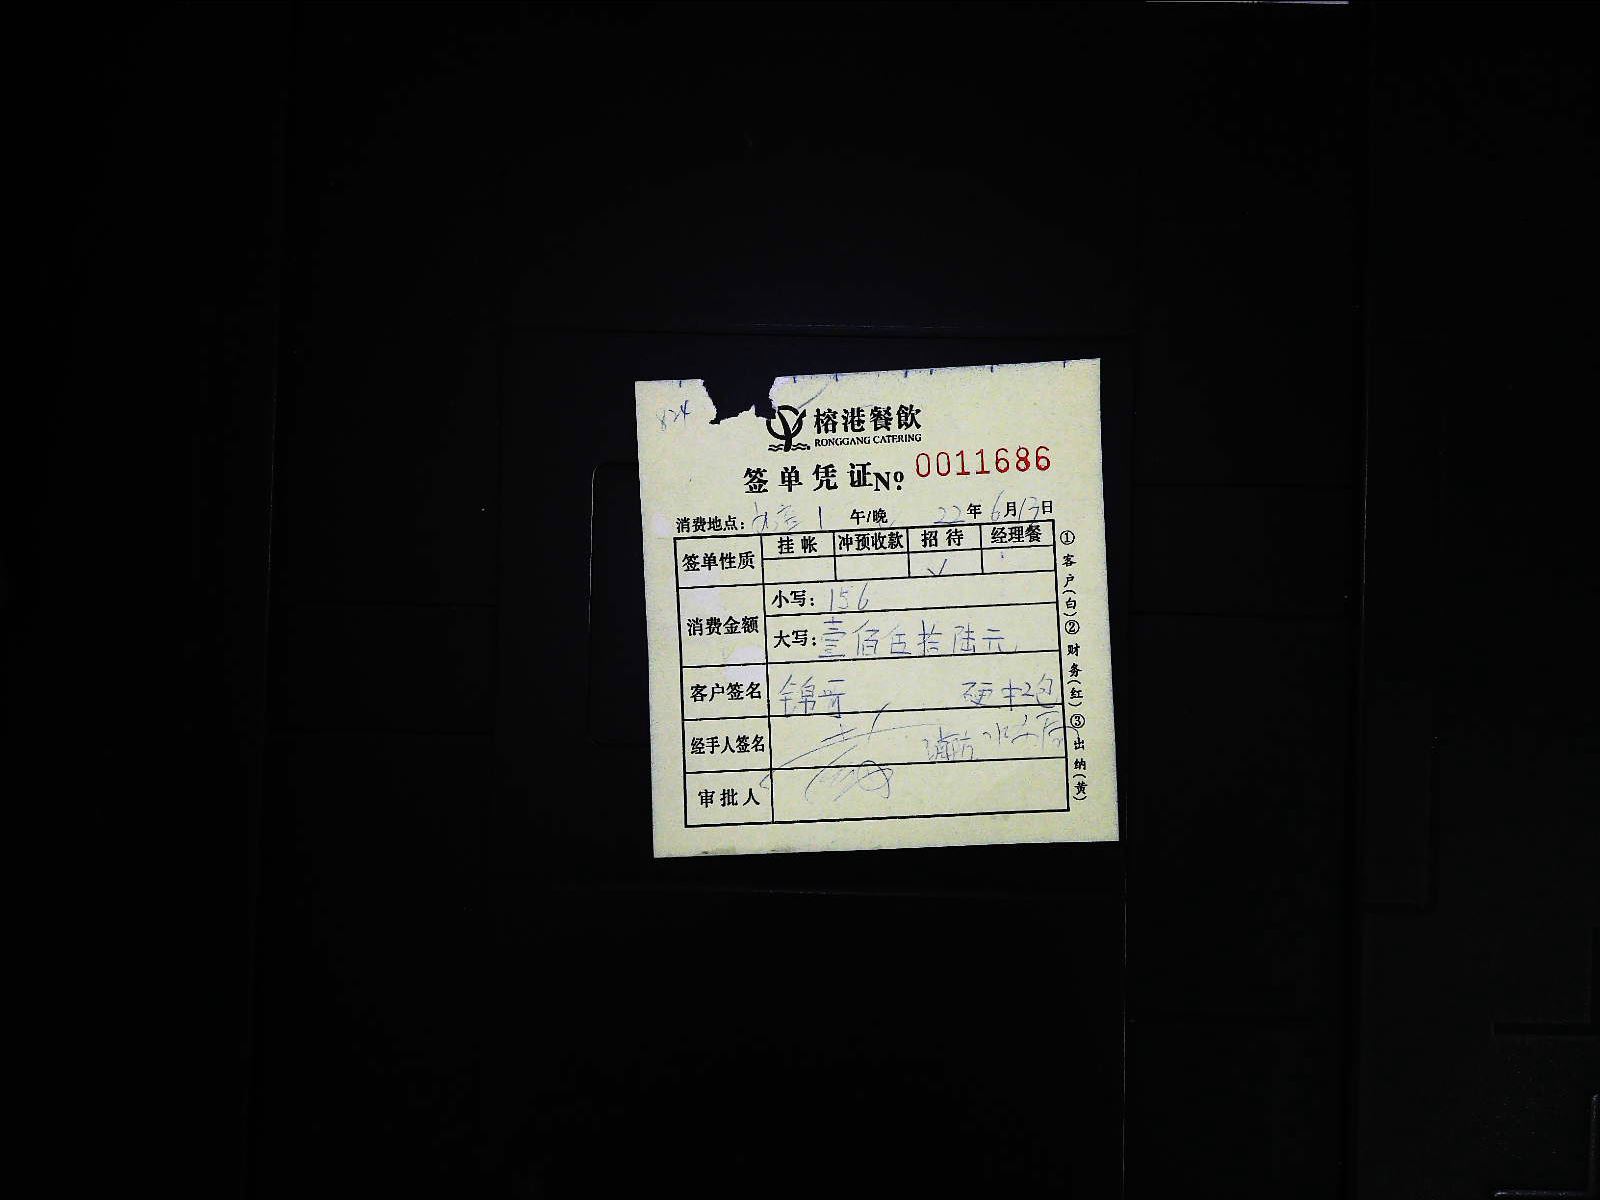 824
榕港餐飲
RONGGANG CATERING
签单凭证 No. 0011686
消费地点: 1 午/晚 22年6月13日
签单性质 挂帐 冲预收款 招待 经理餐
√
消费金额 小写: 156
大写: 壹佰伍拾陆元
客户签名 锦哥 硬中2包
经手人签名
审批人
①客户(白)②财务(红)③出纳(黄)